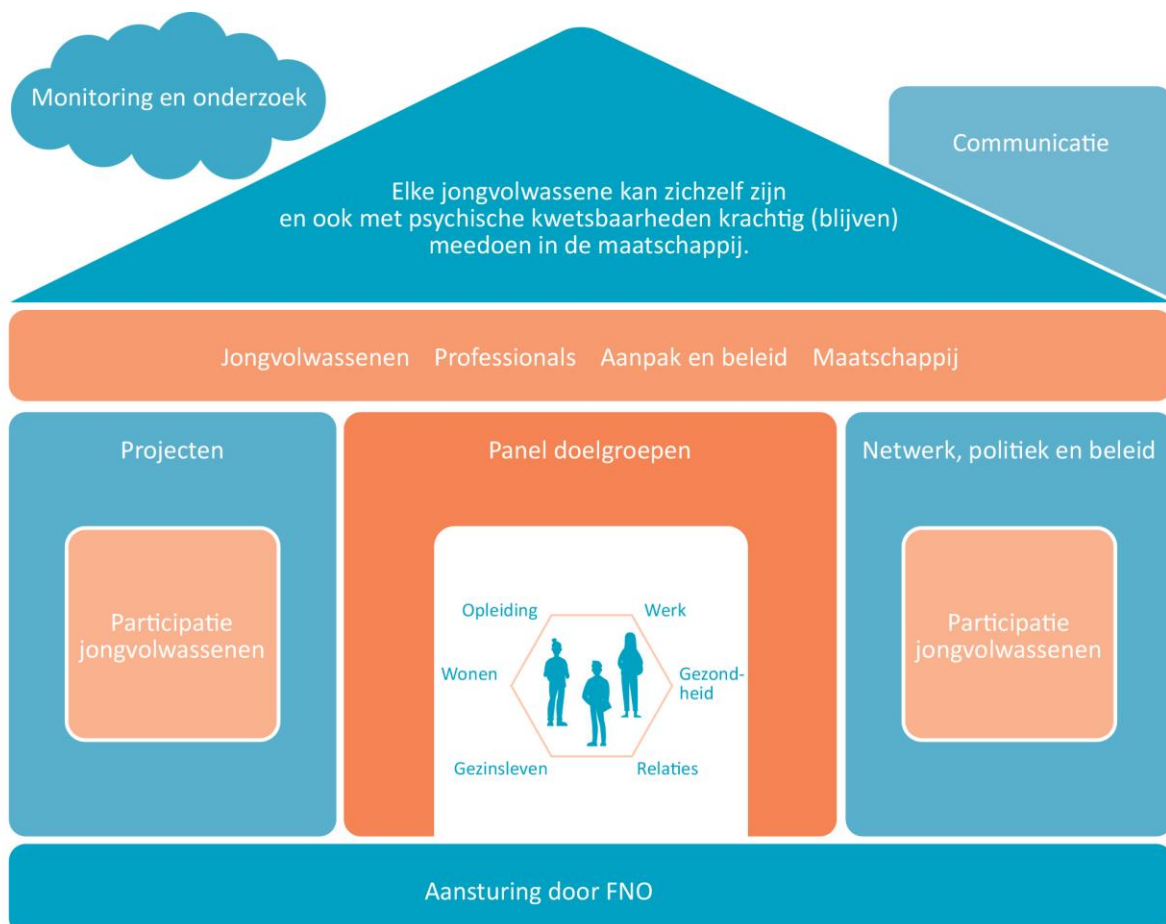 Monitoring en onderzoek
Communicatie
Elke jongvolwassene kan zichzelf zijn
en ook met psychische kwetsbaarheden krachtig (blijven)
meedoen in de maatschappij.
Jongvolwassenen Professionals Aanpak en beleid Maatschappij
Projecten
Participatie
jongvolwassenen
Panel doelgroepen
Opleiding
Werk
Wonen
Gezond-
heid
Gezinsleven
Relaties
Netwerk, politiek en beleid
Participatie
jongvolwassenen
Aansturing door FNO